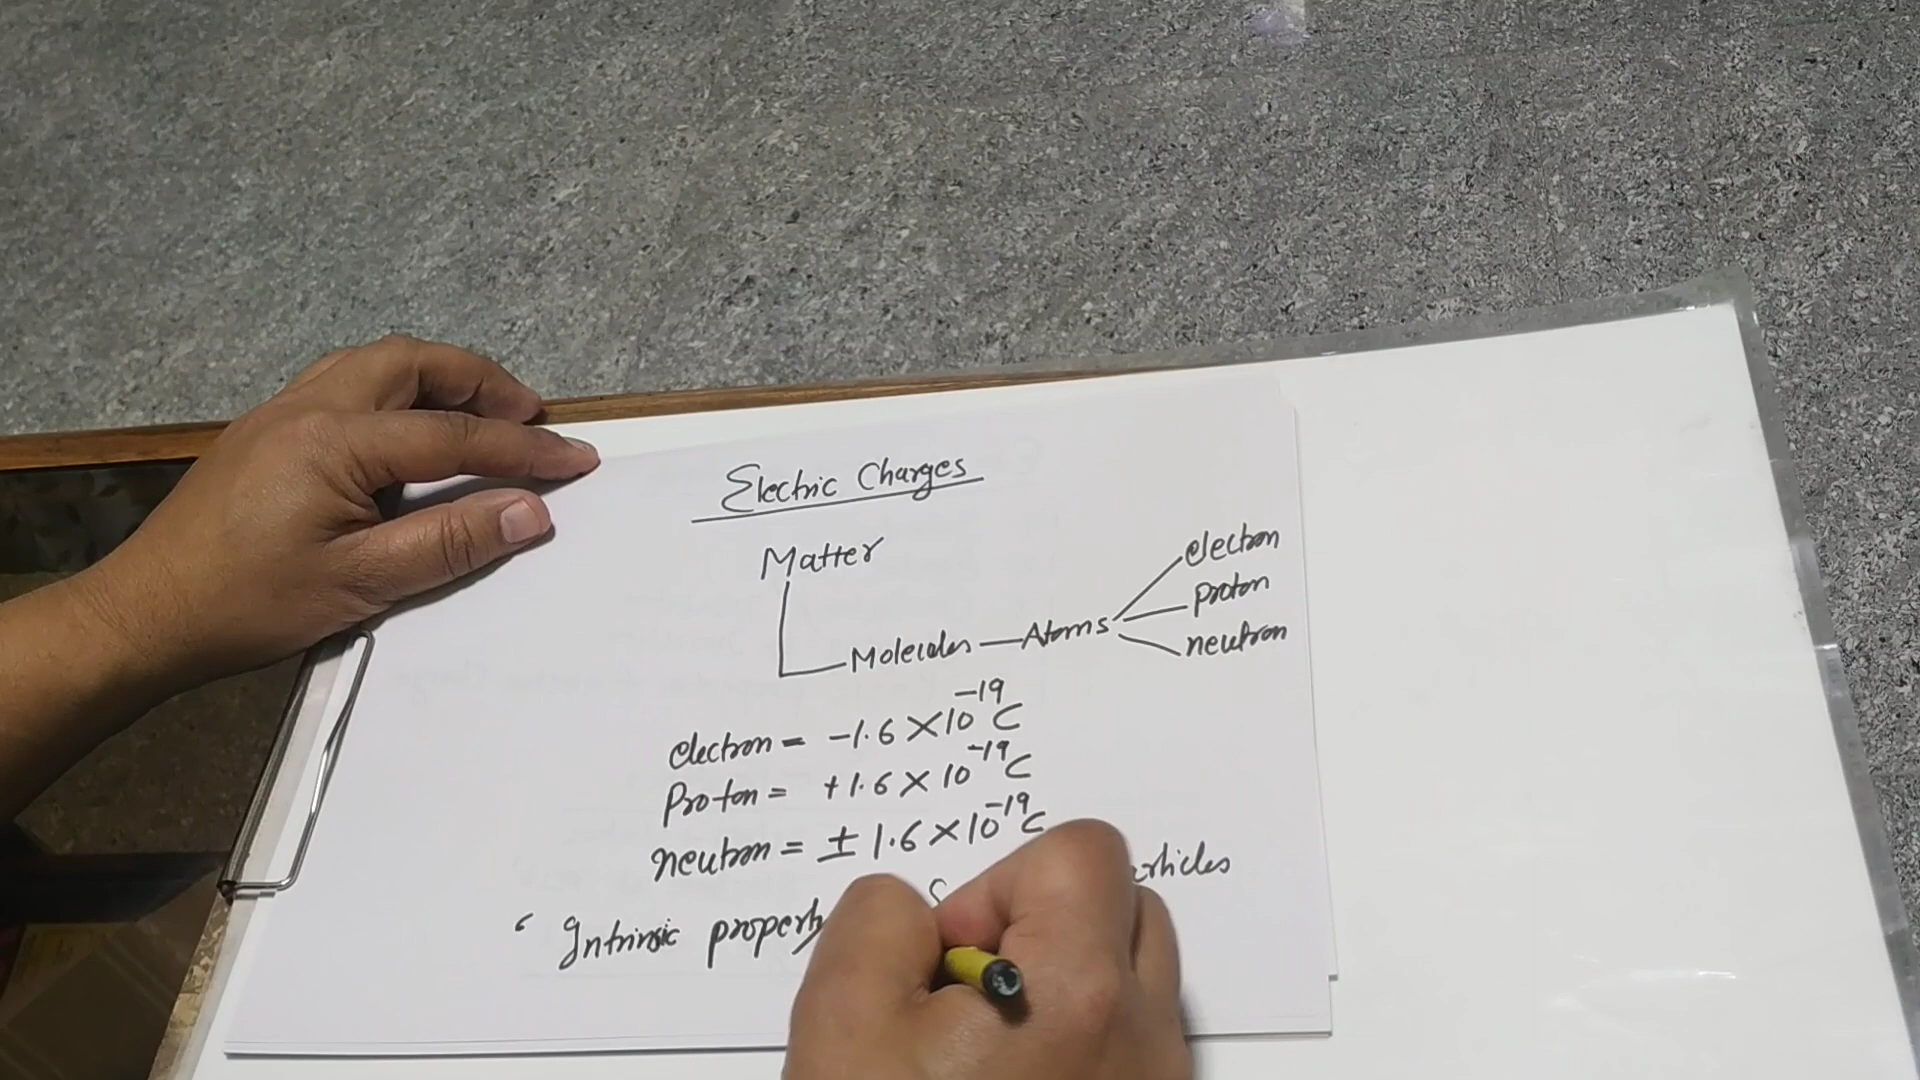 Electric Charges
Matter
electron
Proton
Molecules — Atoms
neutron
electron = -1.6 × 10⁻¹⁹ C
Proton = +1.6 × 10⁻¹⁹ C
neutron = ± 1.6 × 10⁻¹⁹ C
“ Intrinsic property